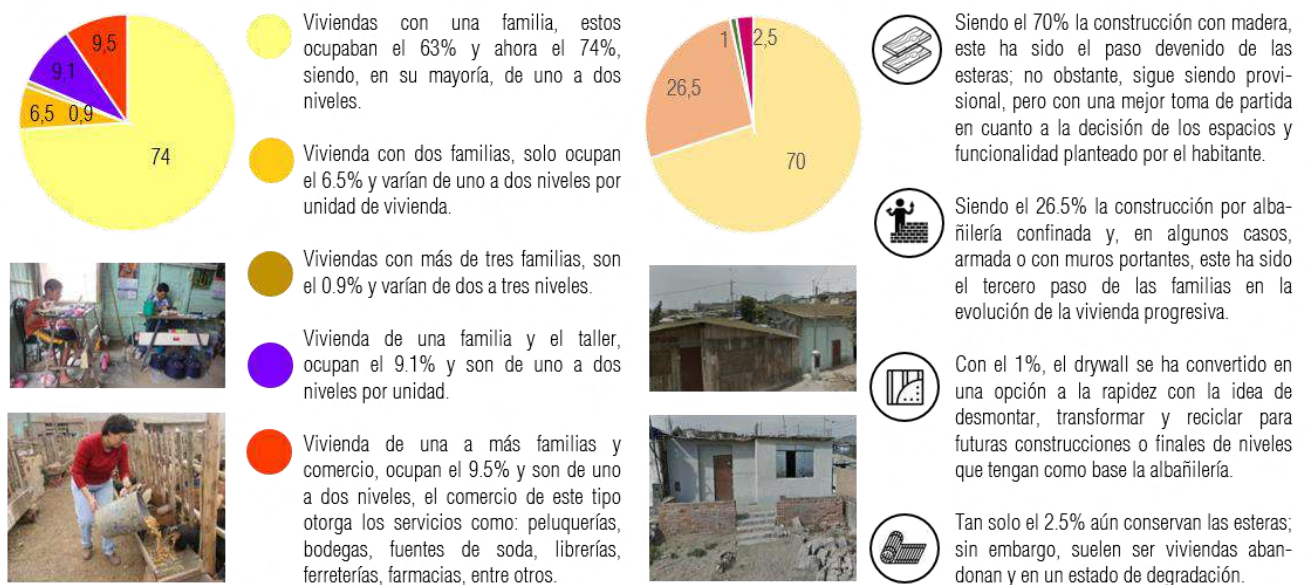 9,5
9,1
6,5 0,9
74
Viviendas con una familia, estos
ocupaban el 63% y ahora el 74%,
siendo, en su mayoría, de uno a dos
niveles.
Vivienda con dos familias, solo ocupan
el 6.5% y varían de uno a dos niveles por
unidad de vivienda.
Viviendas con más de tres familias, son
el 0.9% y varían de dos a tres niveles.
Vivienda de una familia y el taller,
ocupan el 9.1% y son de uno a dos
niveles por unidad.
Vivienda de una a más familias y
comercio, ocupan el 9.5% y son de uno
a dos niveles, el comercio de este tipo
otorga los servicios como: peluquerías,
bodegas, fuentes de soda, librerías,
ferreterías, farmacias, entre otros.
1 2,5
26,5
70
Siendo el 70% la construcción con madera,
este ha sido el paso devenido de las
esteras; no obstante, sigue siendo provi-
sional, pero con una mejor toma de partida
en cuanto a la decisión de los espacios y
funcionalidad planteado por el habitante.
Siendo el 26.5% la construcción por alba-
ñilería confinada y, en algunos casos,
armada o con muros portantes, este ha sido
el tercero paso de las familias en la
evolución de la vivienda progresiva.
Con el 1%, el drywall se ha convertido en
una opción a la rapidez con la idea de
desmontar, transformar y reciclar para
futuras construcciones o finales de niveles
que tengan como base la albañilería.
Tan solo el 2.5% aún conservan las esteras;
sin embargo, suelen ser viviendas aban-
donan y en un estado de degradación.